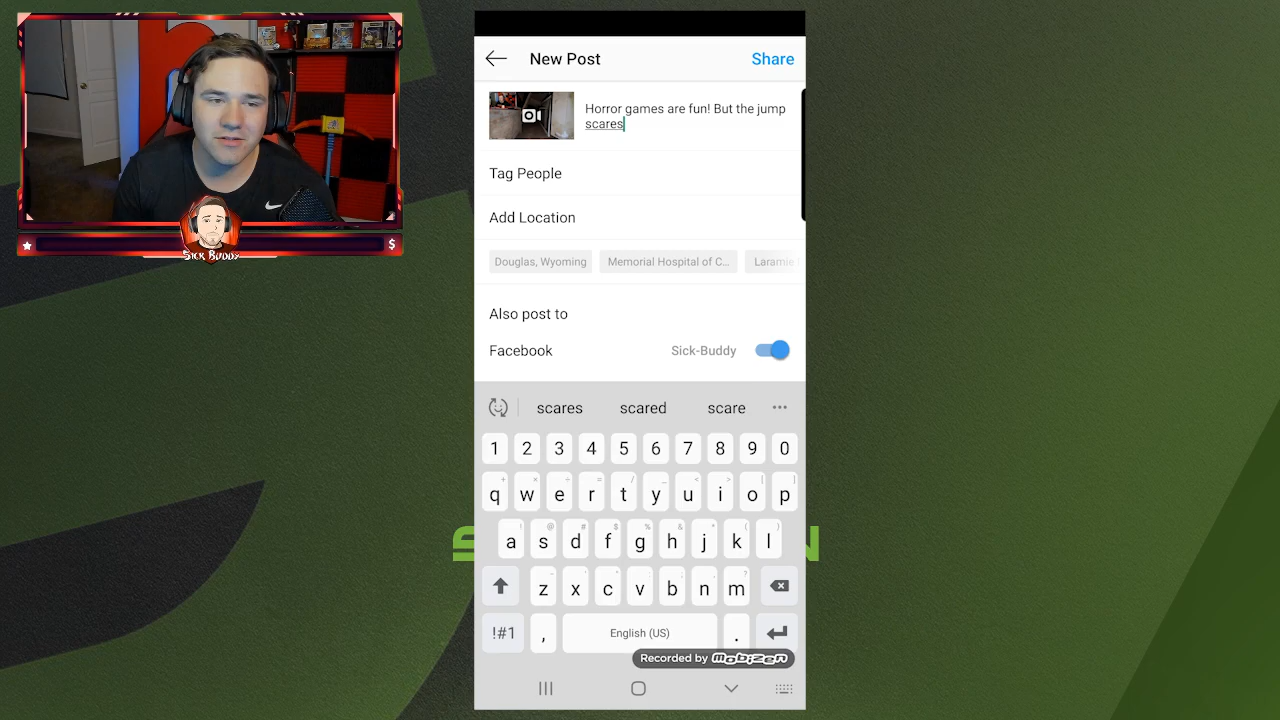 New Post
Share
Horror games are fun! But the jump
scares
Tag People
Add Location
Douglas, Wyoming
Memorial Hospital of C...
Laramie
Also post to
Facebook
Sick-Buddy
scares
scared
scare
1 2 3 4 5 6 7 8 9 0
q w e r t y u i o p
a s d f g h j k l
z x c v b n m
!#1 , English (US) .
Recorded by mobizen
Sick Buddy
$